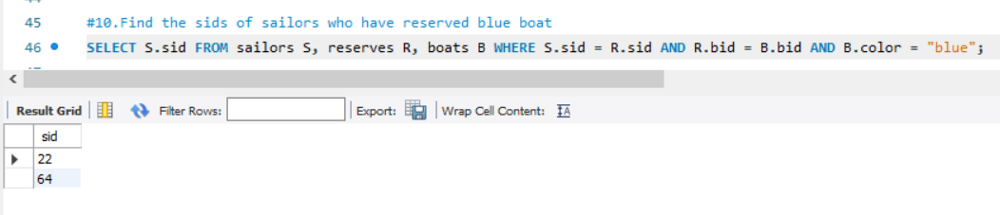 45 #10.Find the sids of sailors who have reserved blue boat
46 SELECT S.sid FROM sailors S, reserves R, boats B WHERE S.sid = R.sid AND R.bid = B.bid AND B.color = "blue";
Result Grid Filter Rows: Export: Wrap Cell Content:
sid
22
64